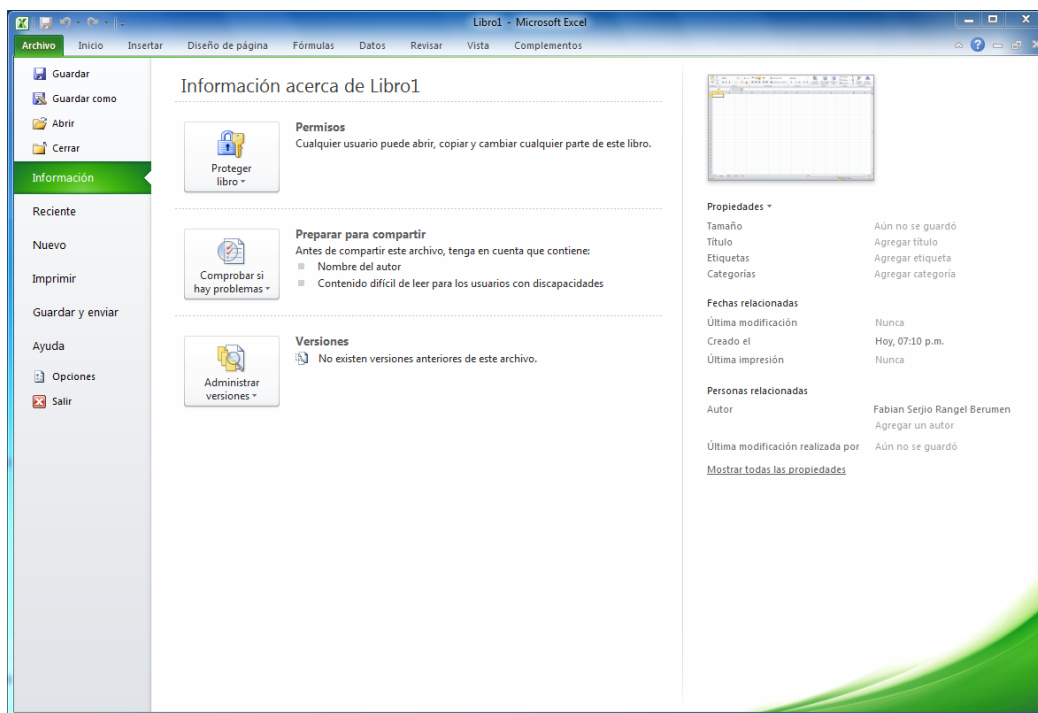 Libro1 - Microsoft Excel
Archivo Inicio Insertar Diseño de página Fórmulas Datos Revisar Vista Complementos
Guardar
Guardar como
Abrir
Cerrar
Información
Reciente
Nuevo
Imprimir
Guardar y enviar
Ayuda
Opciones
Salir
Información acerca de Libro1
Proteger
libro
Permisos
Cualquier usuario puede abrir, copiar y cambiar cualquier parte de este libro.
Comprobar si
hay problemas
Preparar para compartir
Antes de compartir este archivo, tenga en cuenta que contiene:
Nombre del autor
Contenido difícil de leer para los usuarios con discapacidades
Administrar
versiones
Versiones
No existen versiones anteriores de este archivo.
Propiedades
Tamaño Aún no se guardó
Título Agregar título
Etiquetas Agregar etiqueta
Categorías Agregar categoría
Fechas relacionadas
Última modificación Nunca
Creado el Hoy, 07:10 p.m.
Última impresión Nunca
Personas relacionadas
Autor Fabian Serjio Rangel Berumen
Agregar un autor
Última modificación realizada por Aún no se guardó
Mostrar todas las propiedades